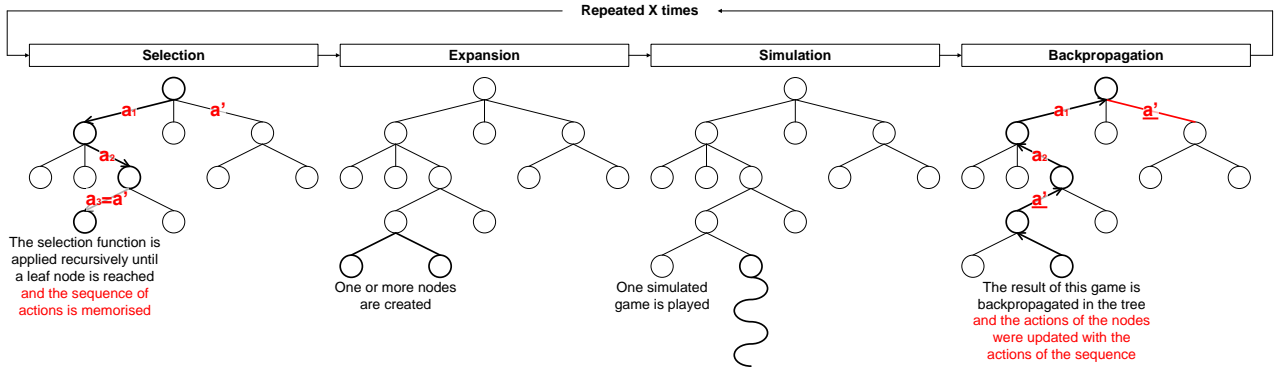 Repeated X times
Selection
Expansion
Simulation
Backpropagation
a₁
a'
a₂
a₃=a'
The selection function is
applied recursively until
a leaf node is reached
and the sequence of
actions is memorised
One or more nodes
are created
One simulated
game is played
a₁
a'
a₂
a'
The result of this game is
backpropagated in the tree
and the actions of the nodes
were updated with the
actions of the sequence